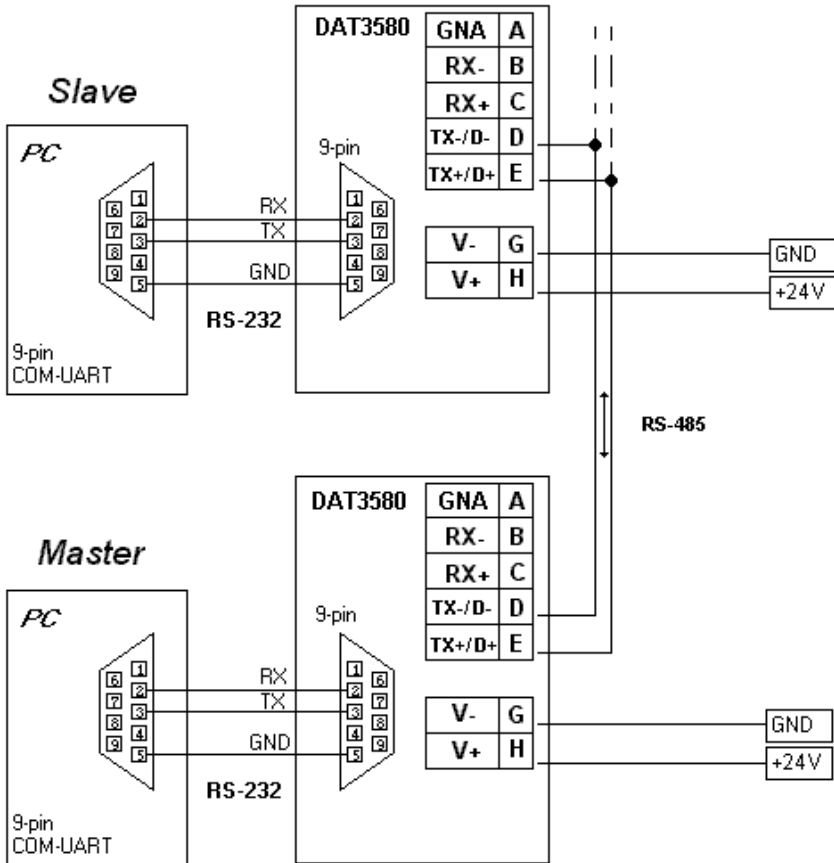 DAT3580
GNA A
RX- B
RX+ C
TX-/D- D
TX+/D+ E
V- G
V+ H
Slave
PC
9-pin
1
6
2
7
3
8
4
9
5
RX
TX
GND
RS-232
1
6
2
7
3
8
4
9
5
9-pin
COM-UART
GND
+24V
RS-485
DAT3580
GNA A
RX- B
RX+ C
TX-/D- D
TX+/D+ E
V- G
V+ H
Master
PC
9-pin
1
6
2
7
3
8
4
9
5
RX
TX
GND
RS-232
1
6
2
7
3
8
4
9
5
9-pin
COM-UART
GND
+24V